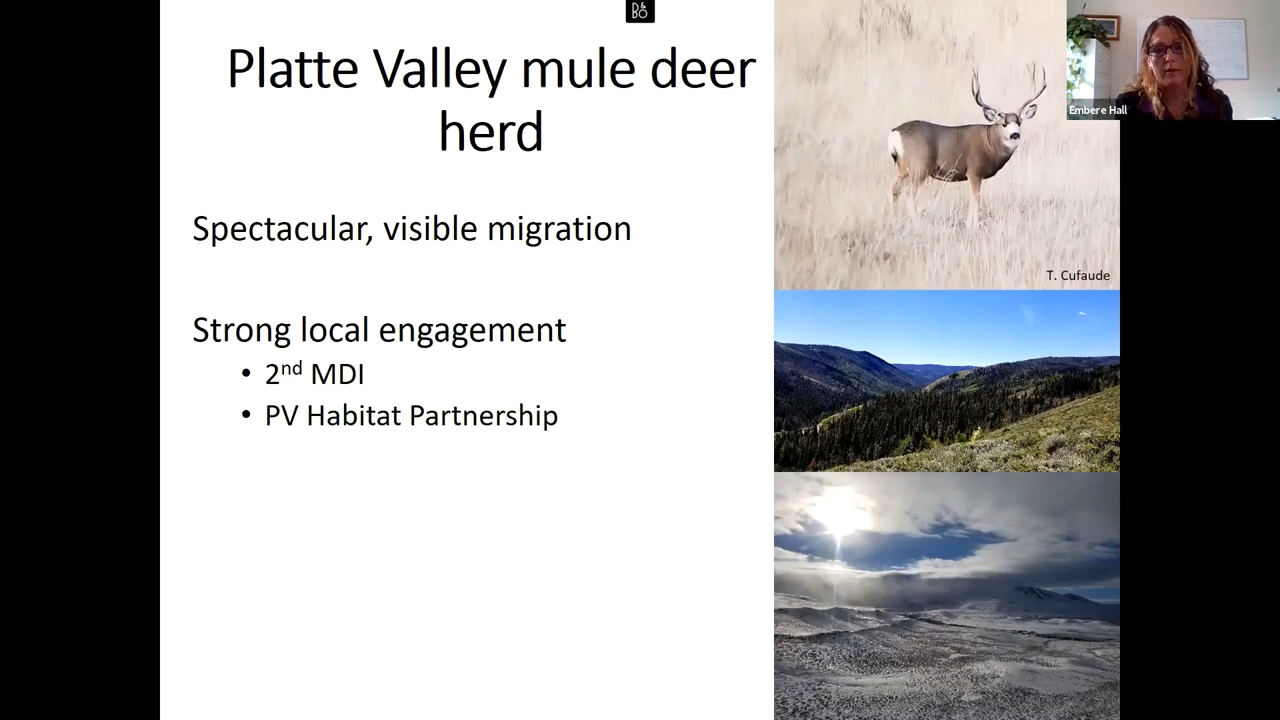 B&
BO
Platte Valley mule deer
herd
Embere Hall
Spectacular, visible migration
T. Cufaude
Strong local engagement
• 2nd MDI
• PV Habitat Partnership